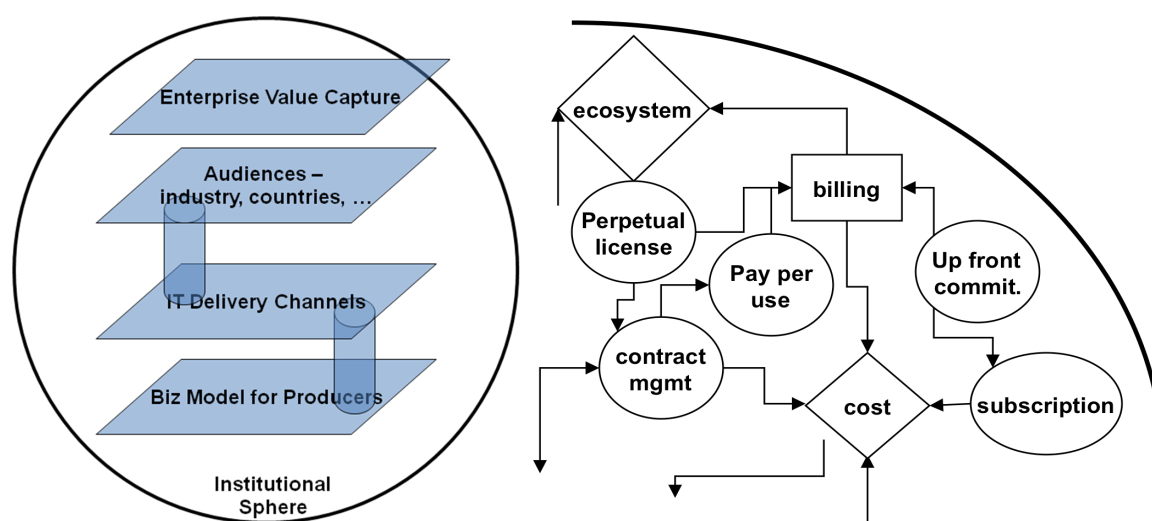 Enterprise Value Capture
Audiences –
industry, countries, …
IT Delivery Channels
Biz Model for Producers
Institutional
Sphere
ecosystem
Perpetual
license
billing
Pay per
use
Up front
commit.
contract
mgmt
cost
subscription